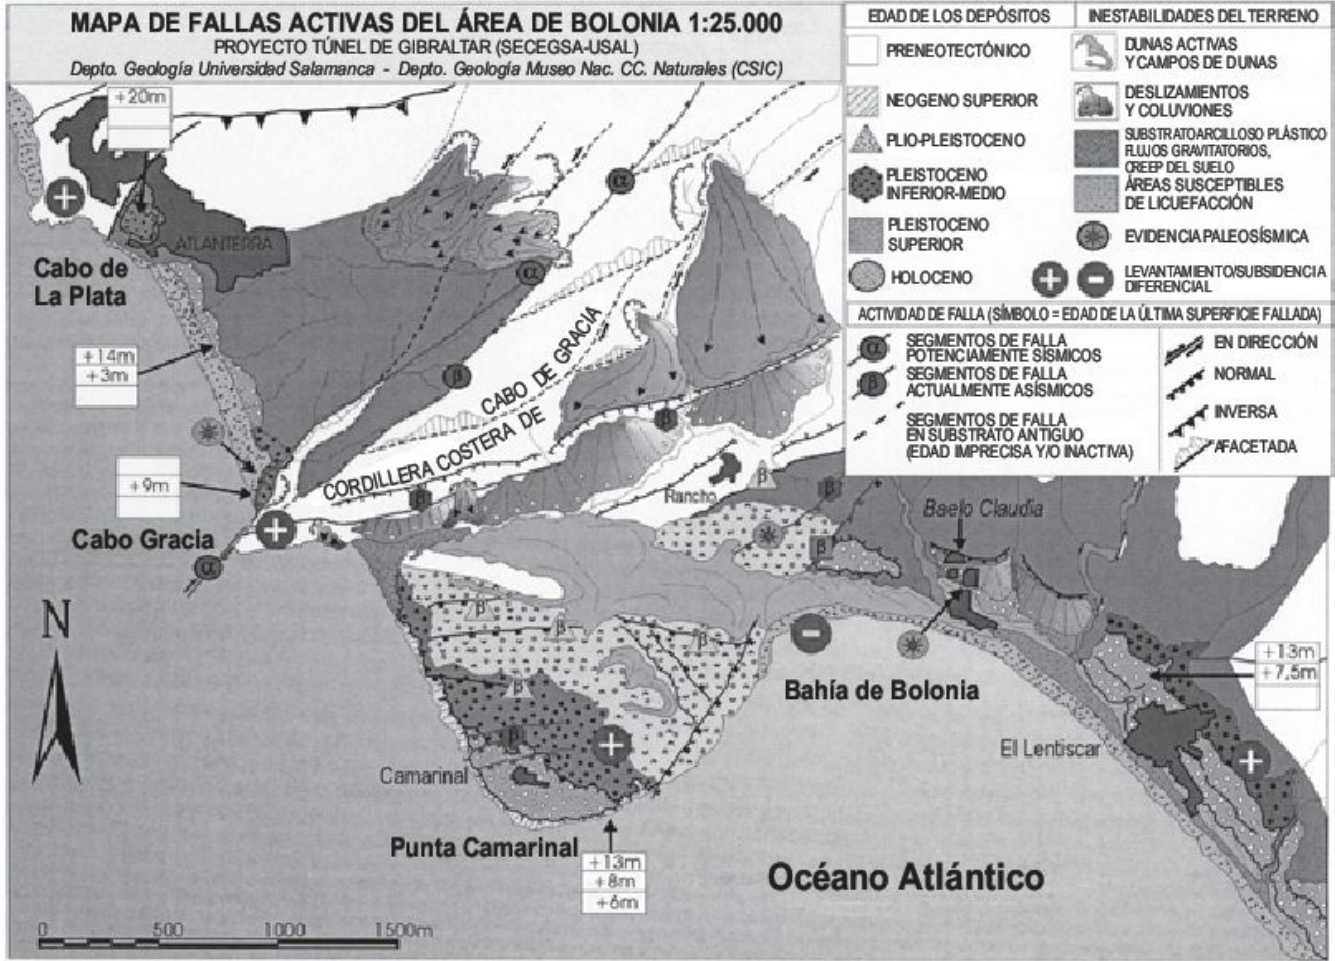 MAPA DE FALLAS ACTIVAS DEL ÁREA DE BOLONIA 1:25.000
PROYECTO TÚNEL DE GIBRALTAR (SECEGSA-USAL)
Depto. Geología Universidad Salamanca - Depto. Geología Museo Nac. CC. Naturales (CSIC)
EDAD DE LOS DEPÓSITOS
PRENEOTECTÓNICO
NEOGENO SUPERIOR
PLIO-PLEISTOCENO
PLEISTOCENO
INFERIOR-MEDIO
PLEISTOCENO
SUPERIOR
HOLOCENO
INESTABILIDADES DEL TERRENO
DUNAS ACTIVAS
Y CAMPOS DE DUNAS
DESLIZAMIENTOS
Y COLUVIONES
SUBSTRATO ARCILLOSO PLÁSTICO
FLUJOS GRAVITATORIOS,
CREEP DEL SUELO
ÁREAS SUSCEPTIBLES
DE LICUEFACCIÓN
EVIDENCIA PALEOSÍSMICA
+ −
LEVANTAMIENTO/SUBSIDENCIA
DIFERENCIAL
ACTIVIDAD DE FALLA (SÍMBOLO = EDAD DE LA ÚLTIMA SUPERFICIE FALLADA)
α
SEGMENTOS DE FALLA
POTENCIAMENTE SÍSMICOS
β
SEGMENTOS DE FALLA
ACTUALMENTE ASÍSMICOS
SEGMENTOS DE FALLA
EN SUBSTRATO ANTIGUO
(EDAD IMPRECISA Y/O INACTIVA)
EN DIRECCIÓN
NORMAL
INVERSA
AFACETADA
+20m
+
α
ATLANTERRA
Cabo de
La Plata
α
+14m
+3m
β
CORDILLERA COSTERA DE
CABO DE GRACIA
β
+9m
β
Rancho
β
β
Baelo Claudia
+
Cabo Gracia
α
β
N
β
β
β
−
Bahía de Bolonia
β
+13m
+7,5m
β
+
El Lentiscar
+
Camarinal
Punta Camarinal
+13m
+8m
+6m
Océano Atlántico
0 500 1000 1500m